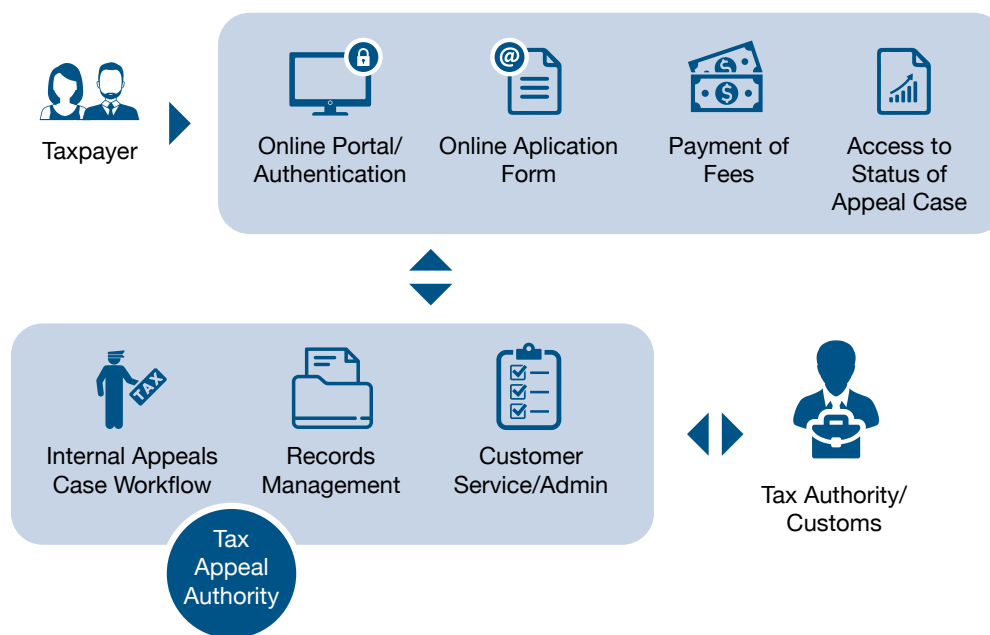 Taxpayer
Online Portal/
Authentication
Online Aplication
Form
Payment of
Fees
Access to
Status of
Appeal Case
@
$
$
TAX
Internal Appeals
Case Workflow
Records
Management
Customer
Service/Admin
Tax
Appeal
Authority
Tax Authority/
Customs